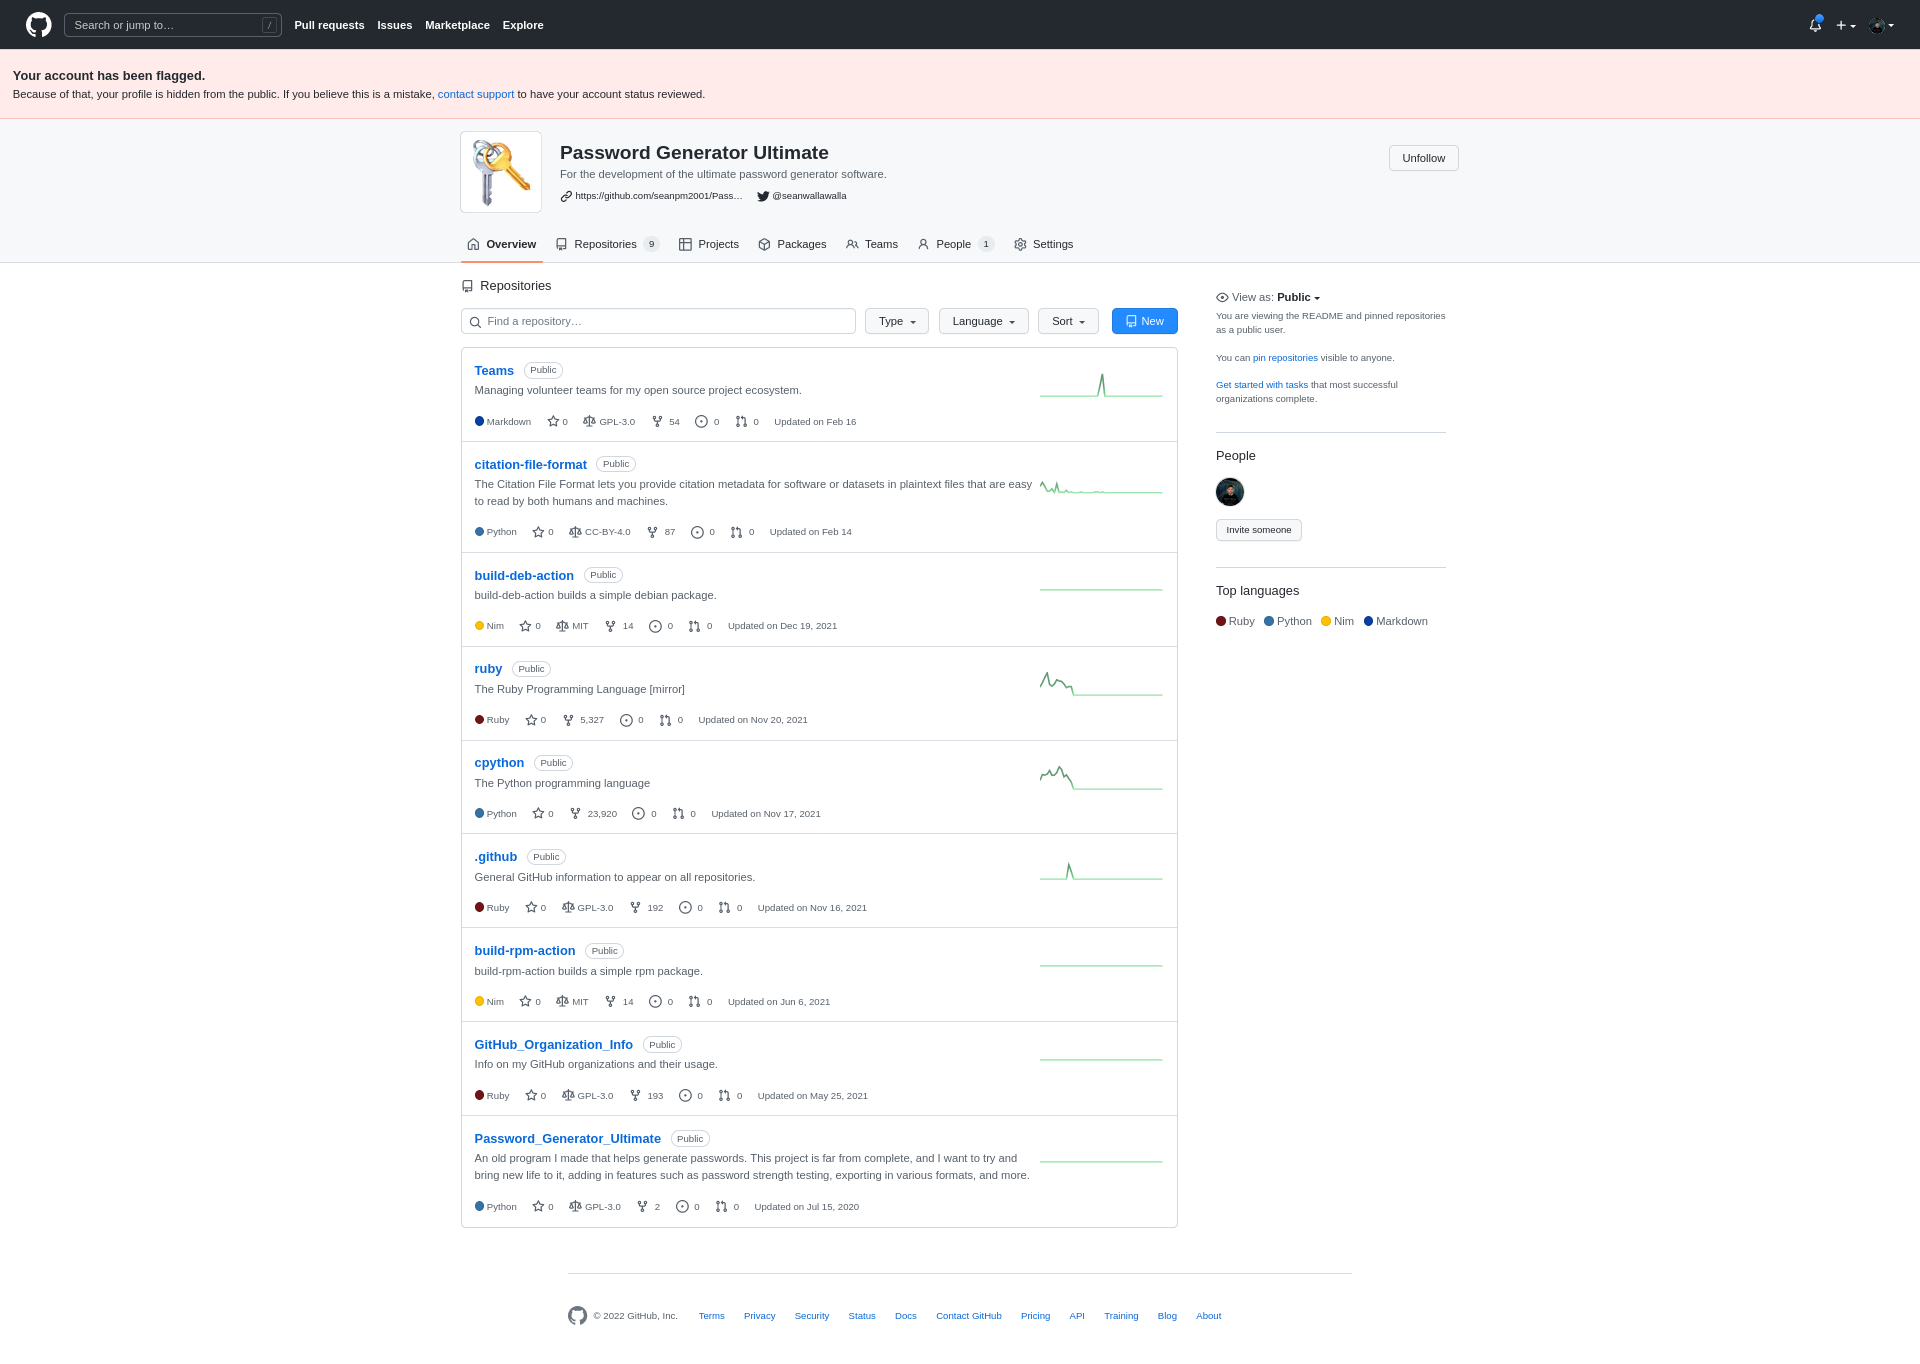 Search or jump to…
/
Pull requests Issues Marketplace Explore
Your account has been flagged.
Because of that, your profile is hidden from the public. If you believe this is a mistake, contact support to have your account status reviewed.
Password Generator Ultimate
Unfollow
For the development of the ultimate password generator software.
https://github.com/seanpm2001/Pass… @seanwallawalla
Overview Repositories 9 Projects Packages Teams People 1 Settings
Repositories
Find a repository… Type Language Sort New
Teams Public
Managing volunteer teams for my open source project ecosystem.
Markdown 0 GPL-3.0 54 0 0 Updated on Feb 16
citation-file-format Public
The Citation File Format lets you provide citation metadata for software or datasets in plaintext files that are easy
to read by both humans and machines.
Python 0 CC-BY-4.0 87 0 0 Updated on Feb 14
build-deb-action Public
build-deb-action builds a simple debian package.
Nim 0 MIT 14 0 0 Updated on Dec 19, 2021
ruby Public
The Ruby Programming Language [mirror]
Ruby 0 5,327 0 0 Updated on Nov 20, 2021
cpython Public
The Python programming language
Python 0 23,920 0 0 Updated on Nov 17, 2021
.github Public
General GitHub information to appear on all repositories.
Ruby 0 GPL-3.0 192 0 0 Updated on Nov 16, 2021
build-rpm-action Public
build-rpm-action builds a simple rpm package.
Nim 0 MIT 14 0 0 Updated on Jun 6, 2021
GitHub_Organization_Info Public
Info on my GitHub organizations and their usage.
Ruby 0 GPL-3.0 193 0 0 Updated on May 25, 2021
Password_Generator_Ultimate Public
An old program I made that helps generate passwords. This project is far from complete, and I want to try and
bring new life to it, adding in features such as password strength testing, exporting in various formats, and more.
Python 0 GPL-3.0 2 0 0 Updated on Jul 15, 2020
View as: Public
You are viewing the README and pinned repositories
as a public user.
You can pin repositories visible to anyone.
Get started with tasks that most successful
organizations complete.
People
Invite someone
Top languages
Ruby Python Nim Markdown
© 2022 GitHub, Inc. Terms Privacy Security Status Docs Contact GitHub Pricing API Training Blog About